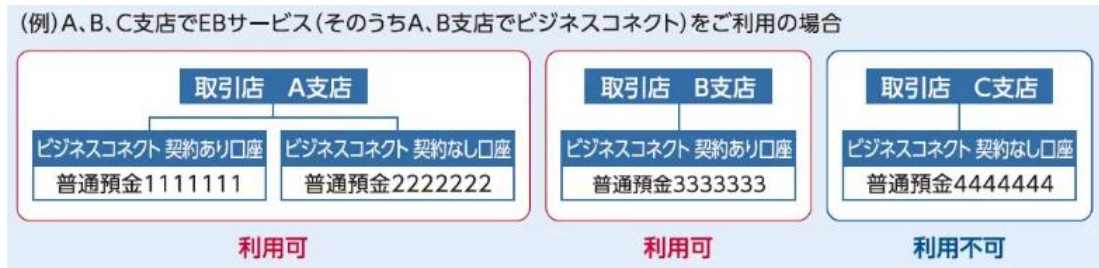 (例)A、B、C支店でEBサービス(そのうちA、B支店でビジネスコネクト)をご利用の場合
取引店 A支店
ビジネスコネクト 契約あり口座
普通預金1111111
ビジネスコネクト 契約なし口座
普通預金2222222
利用可
取引店 B支店
ビジネスコネクト 契約あり口座
普通預金3333333
利用可
取引店 C支店
ビジネスコネクト 契約なし口座
普通預金4444444
利用不可